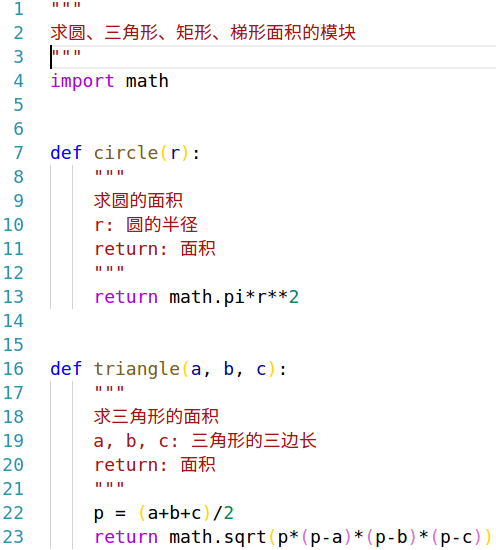 1 """
2 求圆、三角形、矩形、梯形面积的模块
3 """
4 import math
5
6
7 def circle(r):
8     """
9     求圆的面积
10     r: 圆的半径
11     return: 面积
12     """
13     return math.pi*r**2
14
15
16 def triangle(a, b, c):
17     """
18     求三角形的面积
19     a, b, c: 三角形的三边长
20     return: 面积
21     """
22     p = (a+b+c)/2
23     return math.sqrt(p*(p-a)*(p-b)*(p-c))